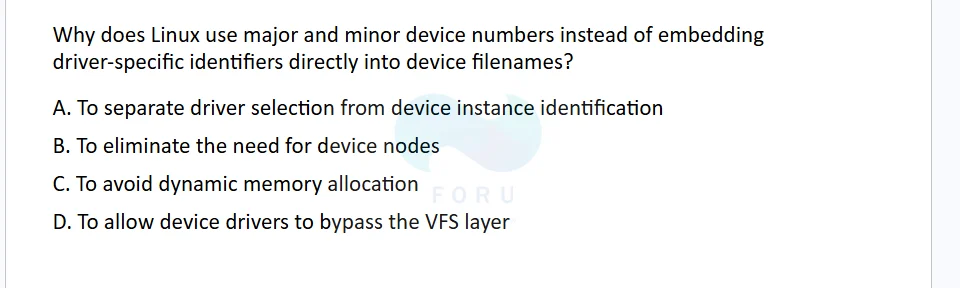 Why does Linux use major and minor device numbers instead of embedding
driver-specific identifiers directly into device filenames?
A. To separate driver selection from device instance identification
B. To eliminate the need for device nodes
C. To avoid dynamic memory allocation
FORU
D. To allow device drivers to bypass the VFS layer